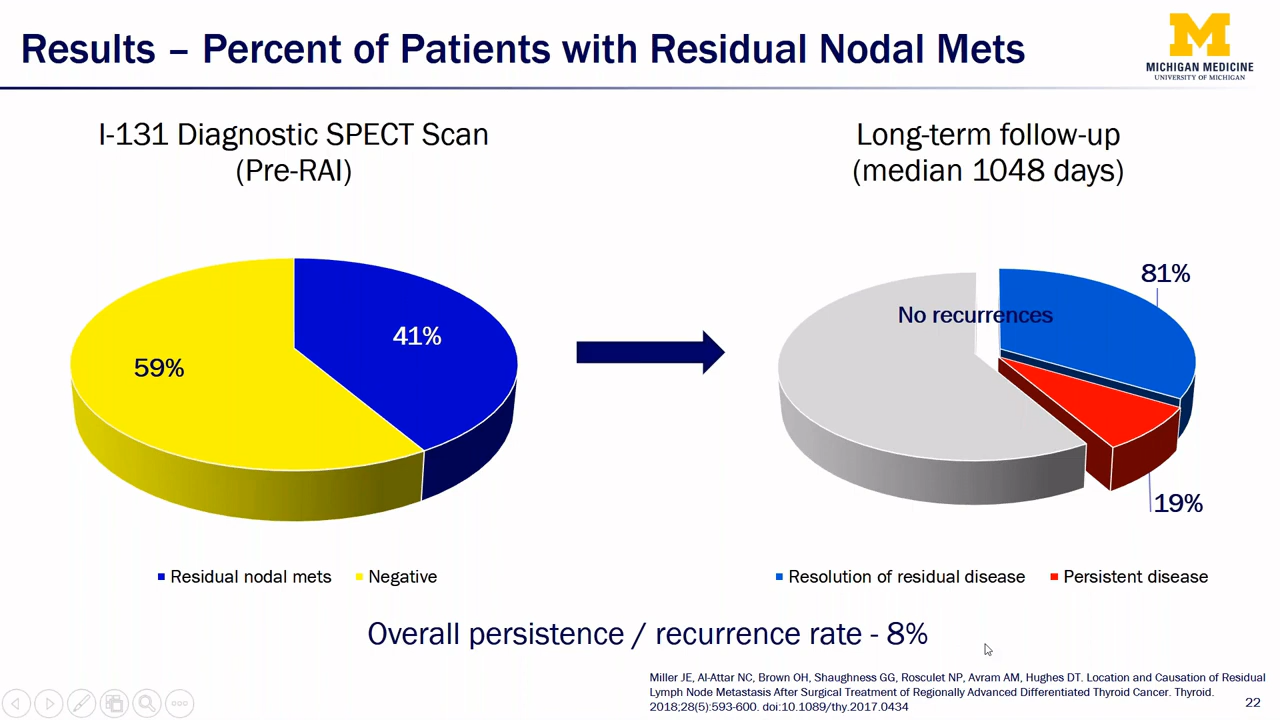 Results – Percent of Patients with Residual Nodal Mets
M
MICHIGAN MEDICINE
UNIVERSITY OF MICHIGAN
I-131 Diagnostic SPECT Scan
(Pre-RAI)
41%
59%
Residual nodal mets
Negative
Long-term follow-up
(median 1048 days)
81%
No recurrences
19%
Resolution of residual disease
Persistent disease
Overall persistence / recurrence rate - 8%
Miller JE, Al-Attar NC, Brown OH, Shaughness GG, Rosculet NP, Avram AM, Hughes DT. Location and Causation of Residual
Lymph Node Metastasis After Surgical Treatment of Regionally Advanced Differentiated Thyroid Cancer. Thyroid.
2018;28(5):593-600. doi:10.1089/thy.2017.0434
22